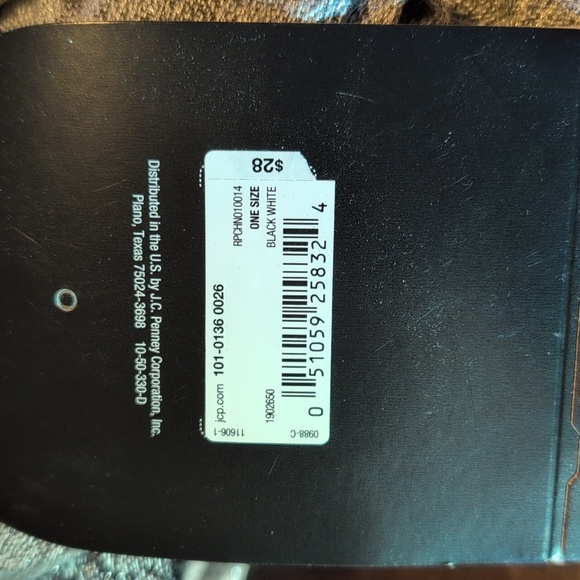 Distributed in the U.S. by J.C. Penney Corporation, Inc.
Plano, Texas 75024-3698 10-50-330-D
$28
11606-1
jcp.com 101-0136 0026
RPCHN010014
ONE SIZE
1902650 BLACK WHITE
0 51059 25832 4
0988-C